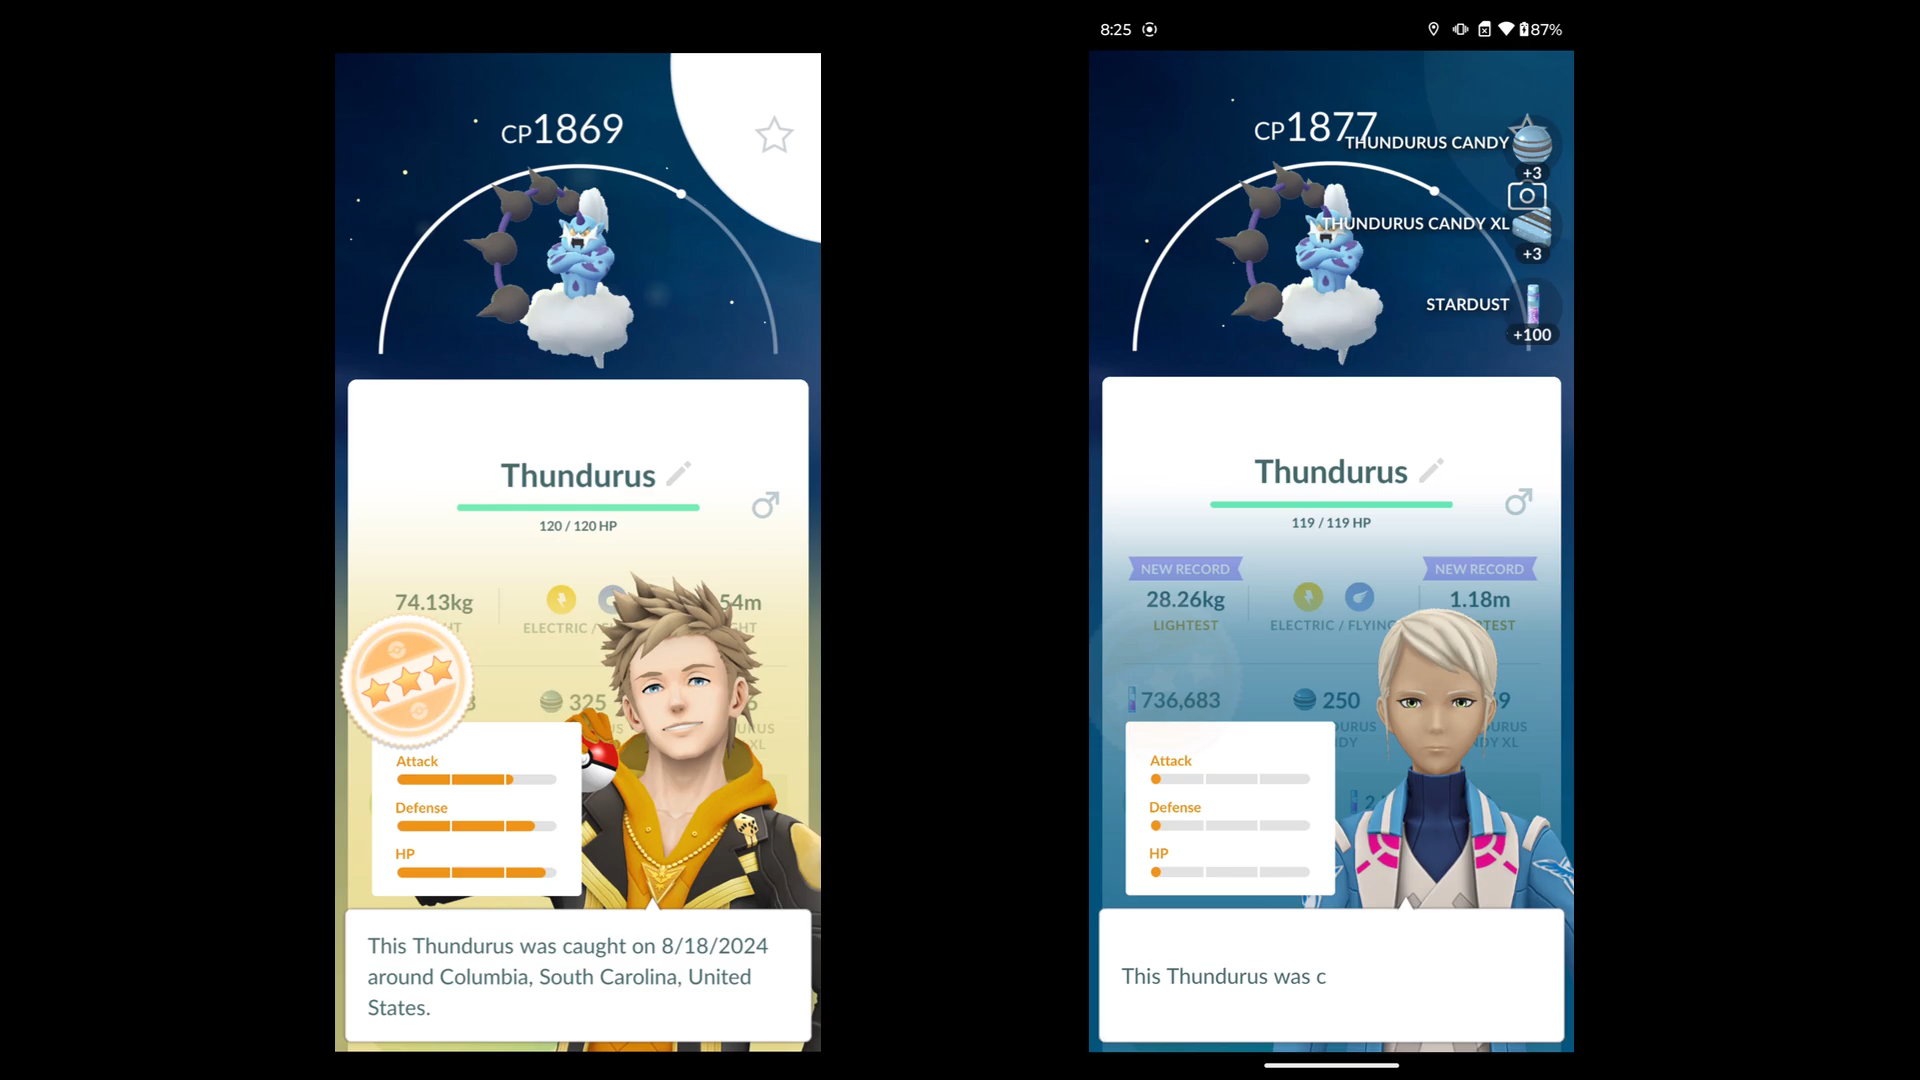 CP1869
Thundurus
120 / 120 HP
74.13kg
54m
ELECTRIC /
325
Attack
Defense
HP
This Thundurus was caught on 8/18/2024
around Columbia, South Carolina, United
States.
8:25
87%
CP1877
THUNDURUS CANDY
+3
THUNDURUS CANDY XL
+3
STARDUST
+100
Thundurus
119 / 119 HP
NEW RECORD
NEW RECORD
28.26kg
1.18m
LIGHTEST
ELECTRIC / FLYING
736,683
250
Attack
Defense
HP
This Thundurus was c